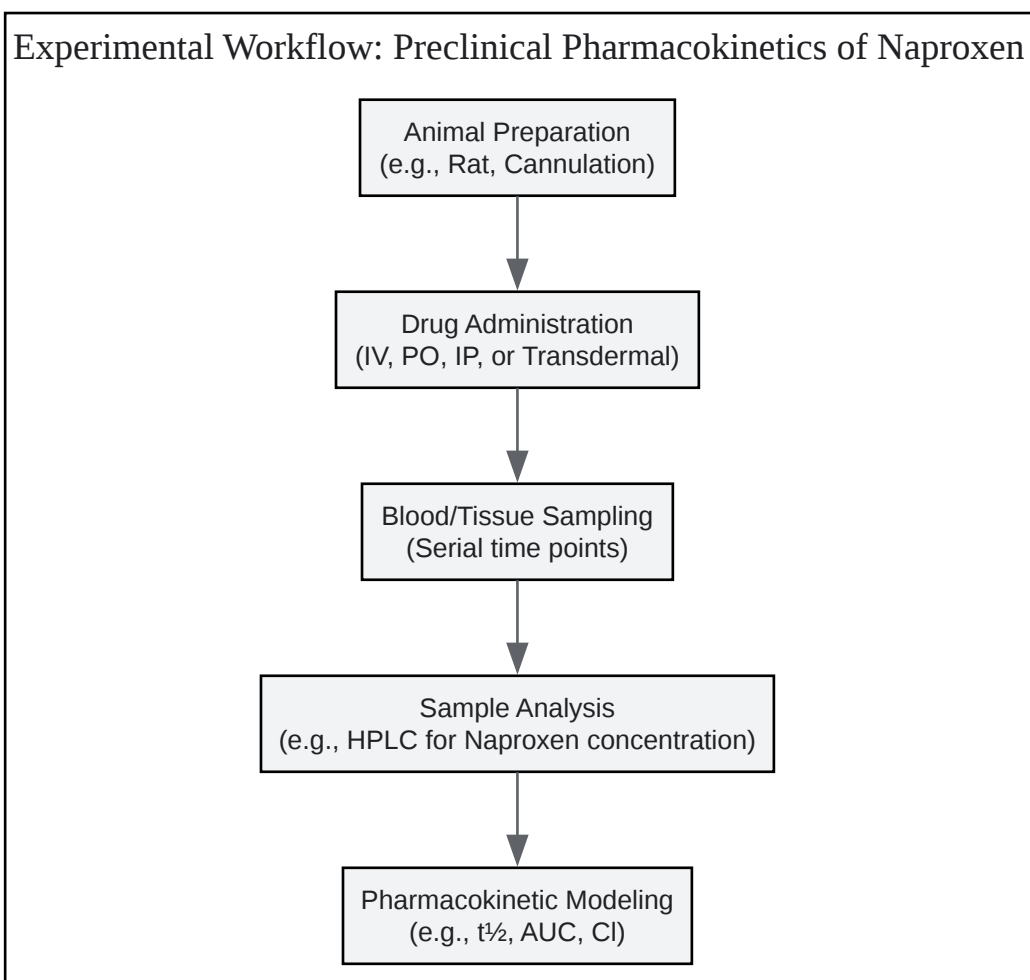 Experimental Workflow: Preclinical Pharmacokinetics of Naproxen
Animal Preparation
(e.g., Rat, Cannulation)
Drug Administration
(IV, PO, IP, or Transdermal)
Blood/Tissue Sampling
(Serial time points)
Sample Analysis
(e.g., HPLC for Naproxen concentration)
Pharmacokinetic Modeling
(e.g., t½, AUC, Cl)